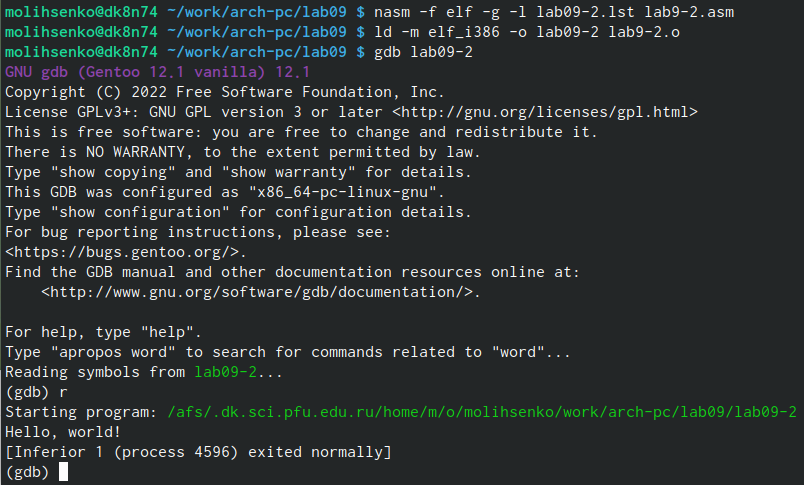 molihsenko@dk8n74 ~/work/arch-pc/lab09 $ nasm -f elf -g -l lab09-2.lst lab9-2.asm
molihsenko@dk8n74 ~/work/arch-pc/lab09 $ ld -m elf_i386 -o lab09-2 lab9-2.o
molihsenko@dk8n74 ~/work/arch-pc/lab09 $ gdb lab09-2
GNU gdb (Gentoo 12.1 vanilla) 12.1
Copyright (C) 2022 Free Software Foundation, Inc.
License GPLv3+: GNU GPL version 3 or later <http://gnu.org/licenses/gpl.html>
This is free software: you are free to change and redistribute it.
There is NO WARRANTY, to the extent permitted by law.
Type "show copying" and "show warranty" for details.
This GDB was configured as "x86_64-pc-linux-gnu".
Type "show configuration" for configuration details.
For bug reporting instructions, please see:
<https://bugs.gentoo.org/>.
Find the GDB manual and other documentation resources online at:
    <http://www.gnu.org/software/gdb/documentation/>.

For help, type "help".
Type "apropos word" to search for commands related to "word"...
Reading symbols from lab09-2...
(gdb) r
Starting program: /afs/.dk.sci.pfu.edu.ru/home/m/o/molihsenko/work/arch-pc/lab09/lab09-2
Hello, world!
[Inferior 1 (process 4596) exited normally]
(gdb)